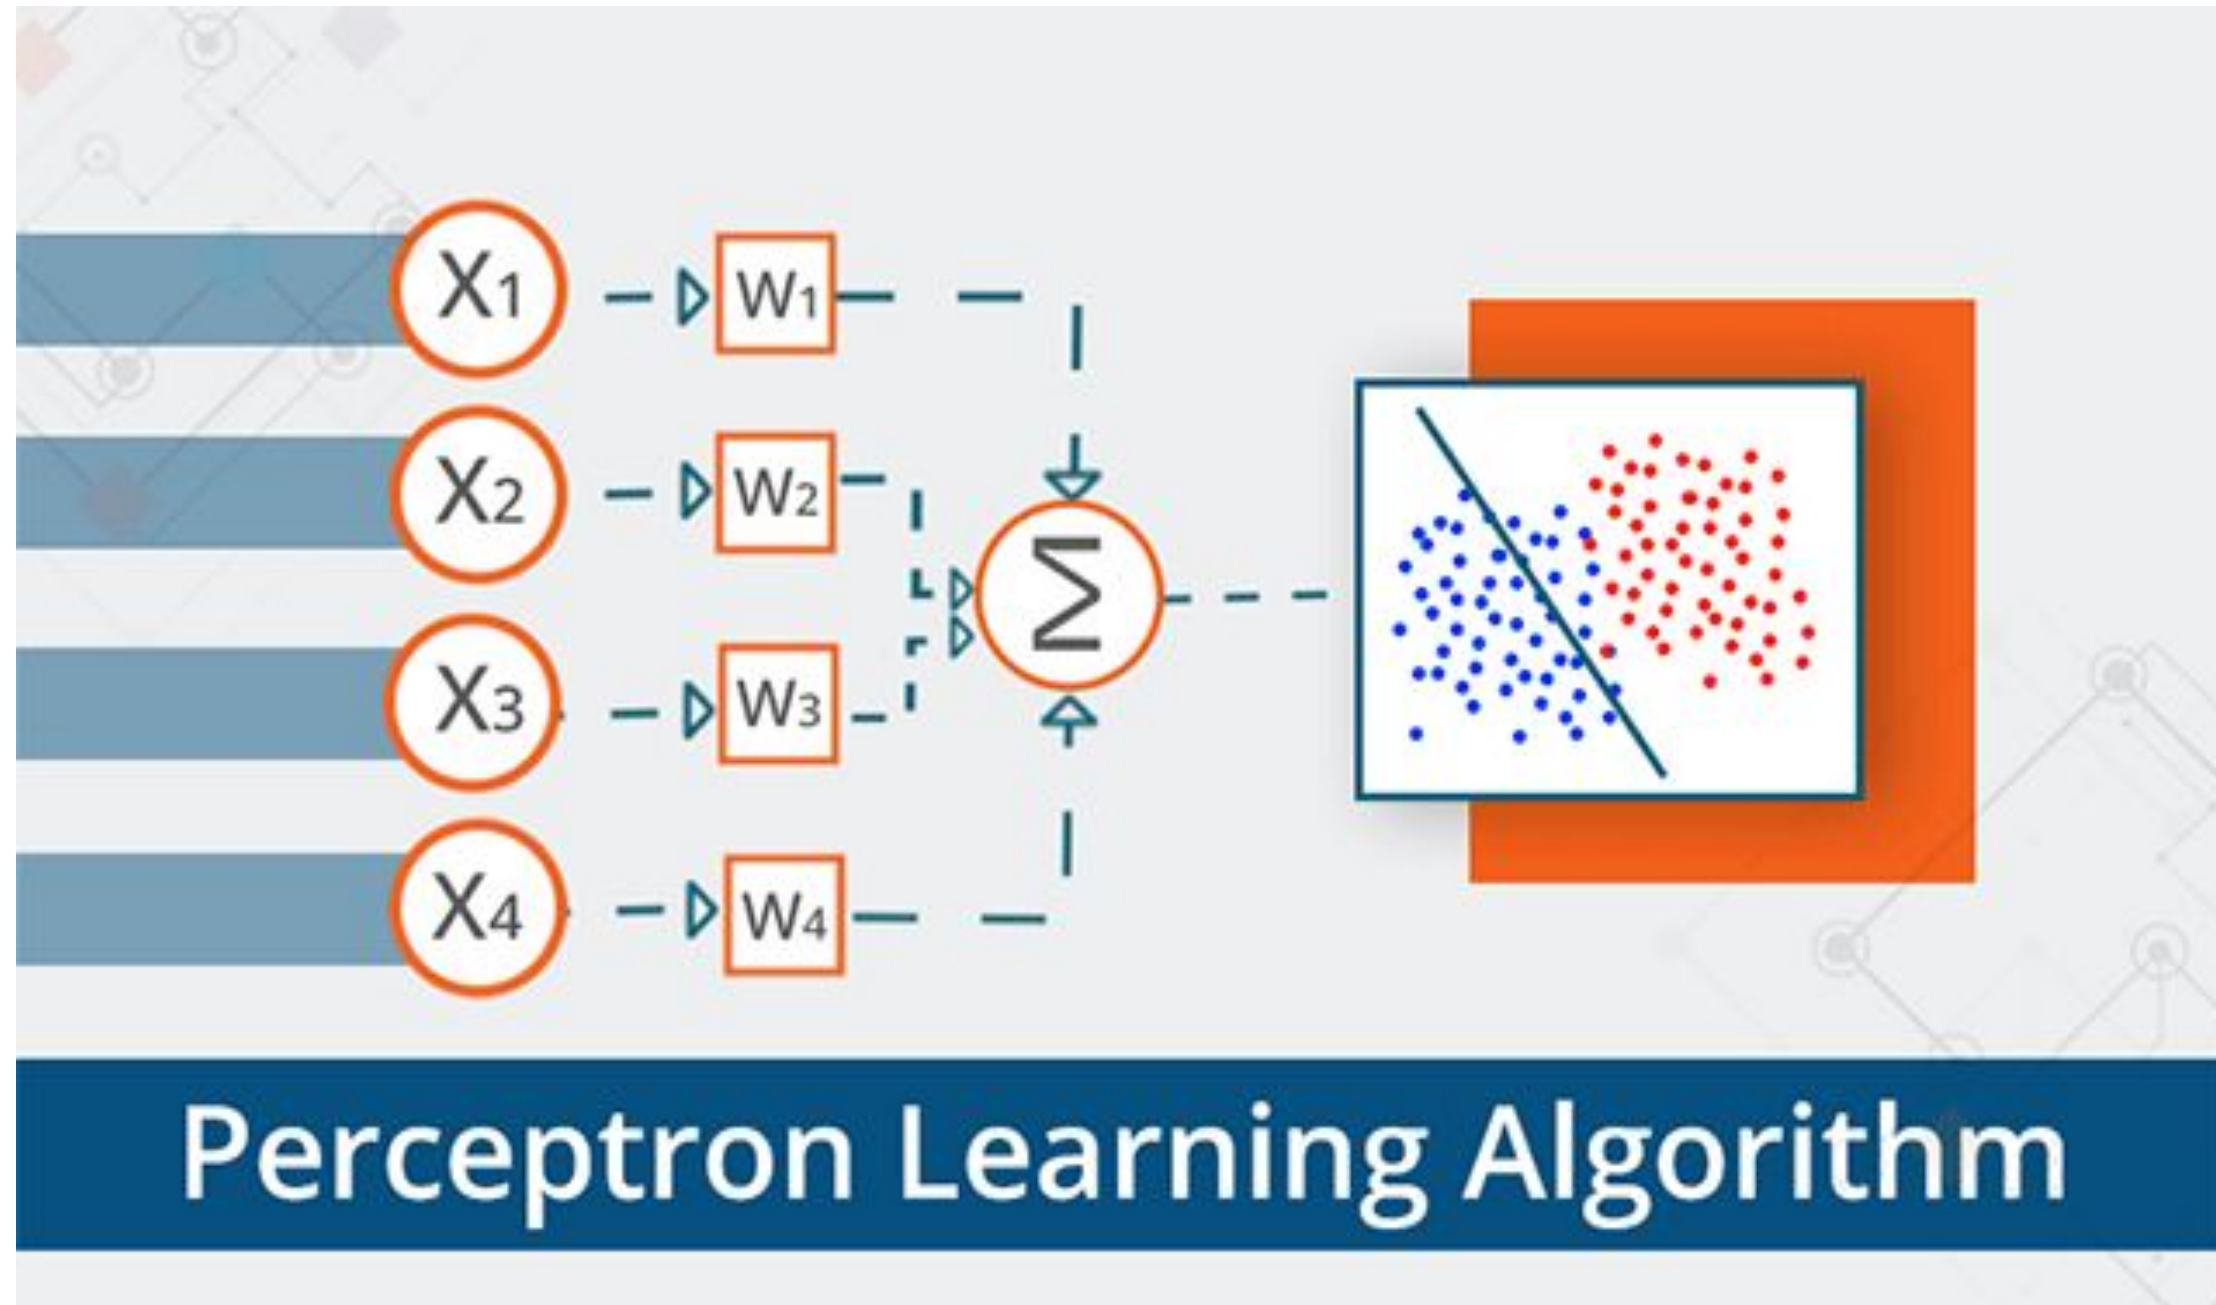 X1
W1
X2
W2
Σ
X3
W3
X4
W4
Perceptron Learning Algorithm